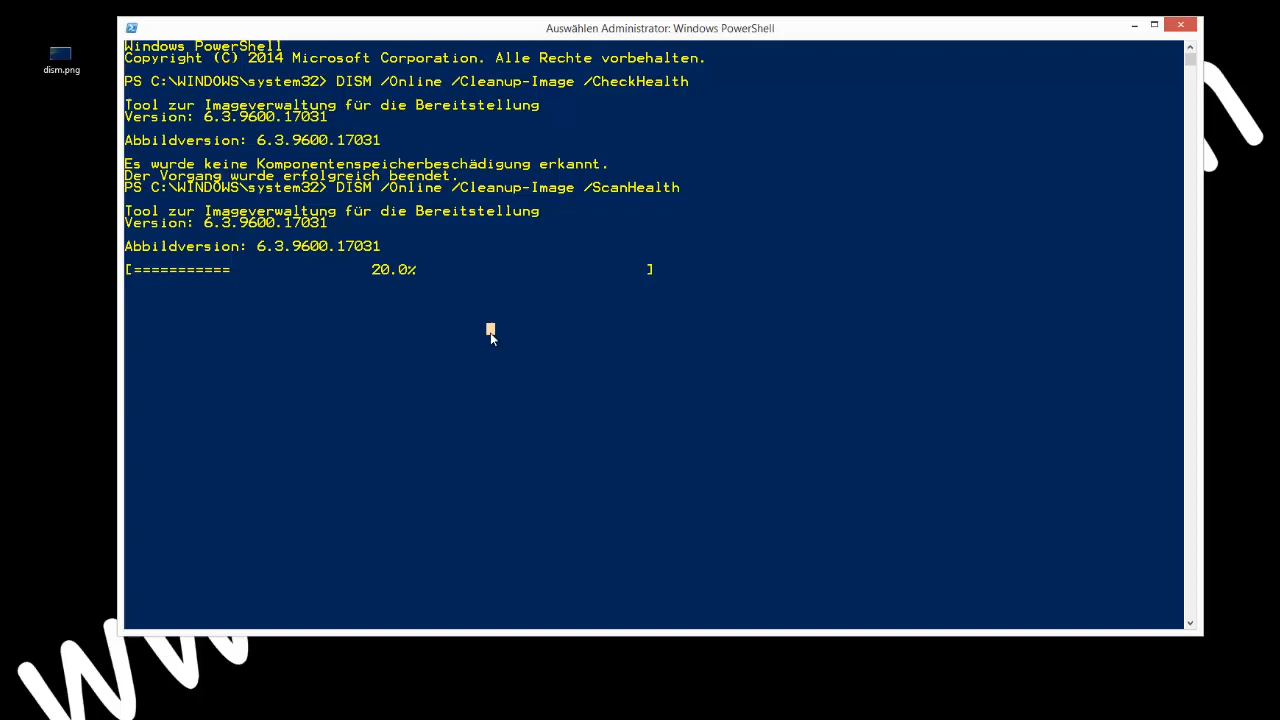 Auswählen Administrator: Windows PowerShell
dism.png
Windows PowerShell
Copyright (C) 2014 Microsoft Corporation. Alle Rechte vorbehalten.
PS C:\WINDOWS\system32> DISM /Online /Cleanup-Image /CheckHealth
Tool zur Imageverwaltung für die Bereitstellung
Version: 6.3.9600.17031
Abbildversion: 6.3.9600.17031
Es wurde keine Komponentenspeicherbeschädigung erkannt.
Der Vorgang wurde erfolgreich beendet.
PS C:\WINDOWS\system32> DISM /Online /Cleanup-Image /ScanHealth
Tool zur Imageverwaltung für die Bereitstellung
Version: 6.3.9600.17031
Abbildversion: 6.3.9600.17031
[=========== 20.0% ]